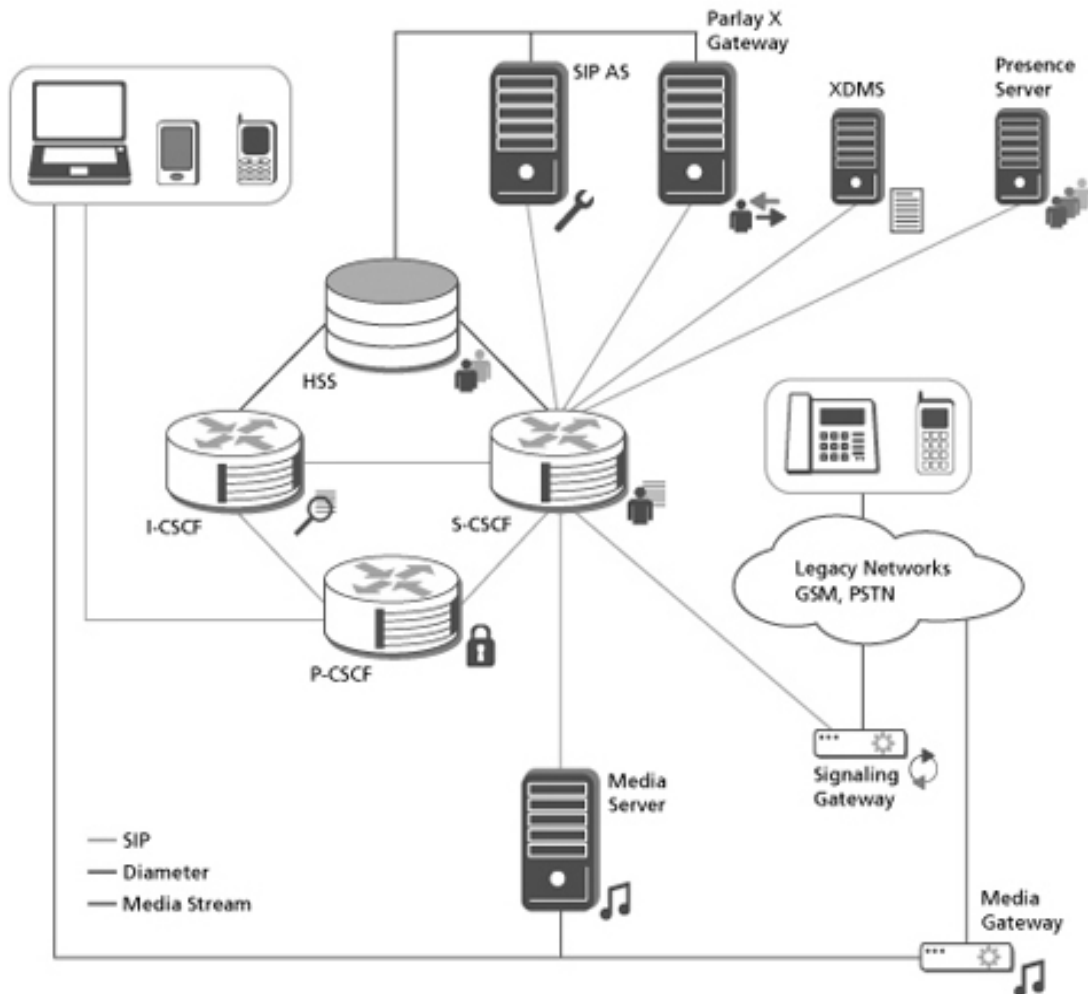 Parlay X
Gateway
SIP AS
XDMS
Presence
Server
HSS
I-CSCF
S-CSCF
Legacy Networks
GSM, PSTN
P-CSCF
Signaling
Gateway
Media
Server
SIP
Diameter
Media Stream
Media
Gateway